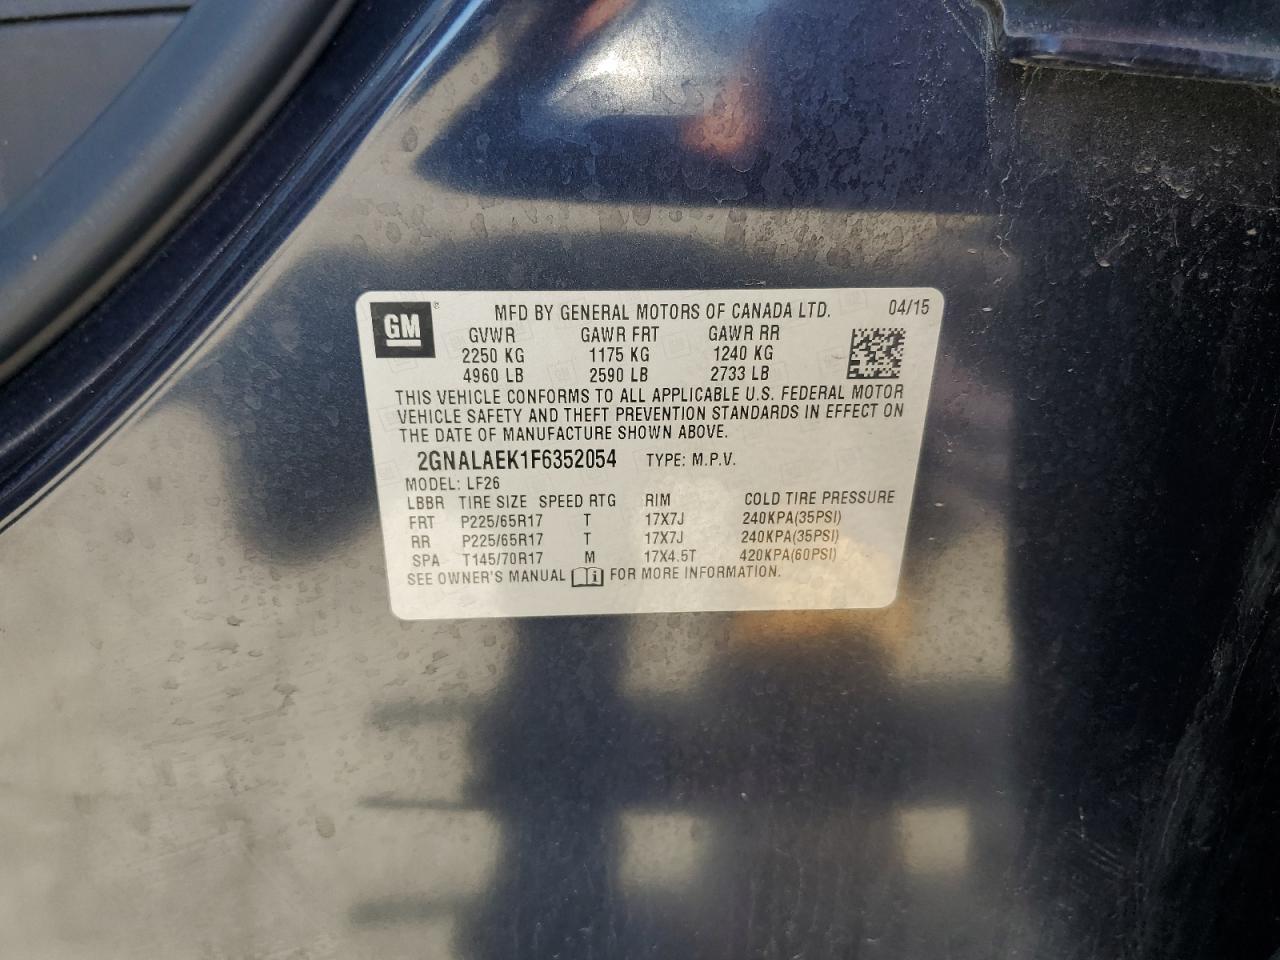 GM ®
MFD BY GENERAL MOTORS OF CANADA LTD. 04/15
GVWR GAWR FRT GAWR RR
2250 KG 1175 KG 1240 KG
4960 LB 2590 LB 2733 LB
THIS VEHICLE CONFORMS TO ALL APPLICABLE U.S. FEDERAL MOTOR
VEHICLE SAFETY AND THEFT PREVENTION STANDARDS IN EFFECT ON
THE DATE OF MANUFACTURE SHOWN ABOVE.
2GNALAEK1F6352054 TYPE: M.P.V.
MODEL: LF26
LBBR TIRE SIZE SPEED RTG RIM COLD TIRE PRESSURE
FRT P225/65R17 T 17X7J 240KPA(35PSI)
RR P225/65R17 T 17X7J 240KPA(35PSI)
SPA T145/70R17 M 17X4.5T 420KPA(60PSI)
SEE OWNER'S MANUAL i FOR MORE INFORMATION.